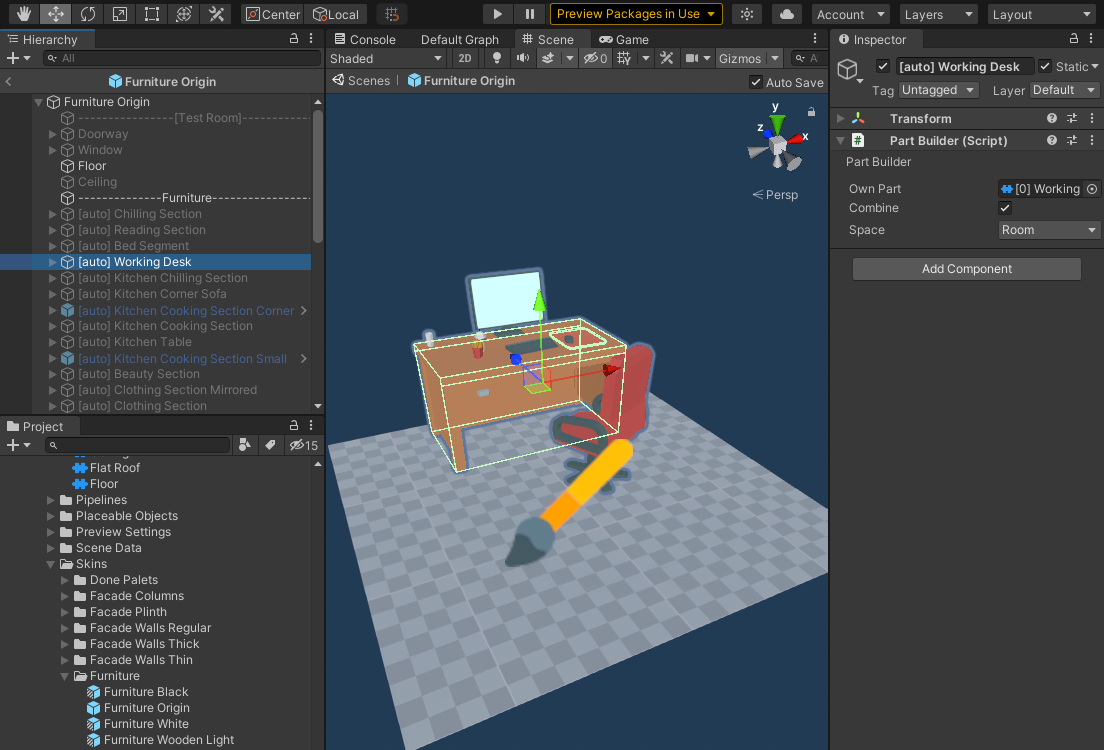 Center
Local
Preview Packages in Use
Account
Layers
Layout
Hierarchy
All
Furniture Origin
Furniture Origin
----------------[Test Room]-----------
Doorway
Window
Floor
Ceiling
--------------Furniture----------------
[auto] Chilling Section
[auto] Reading Section
[auto] Bed Segment
[auto] Working Desk
[auto] Kitchen Chilling Section
[auto] Kitchen Corner Sofa
[auto] Kitchen Cooking Section Corner
[auto] Kitchen Cooking Section
[auto] Kitchen Table
[auto] Kitchen Cooking Section Small
[auto] Beauty Section
[auto] Clothing Section Mirrored
[auto] Clothing Section
Project
15
Flat Roof
Floor
Pipelines
Placeable Objects
Preview Settings
Scene Data
Skins
Done Palets
Facade Columns
Facade Plinth
Facade Walls Regular
Facade Walls Thick
Facade Walls Thin
Furniture
Furniture Black
Furniture Origin
Furniture White
Furniture Wooden Light
Console
Default Graph
Scene
Game
Shaded
2D
0
Gizmos
A
Scenes
Furniture Origin
Auto Save
y
z
x
Persp
Inspector
[auto] Working Desk
Static
Tag
Untagged
Layer
Default
Transform
# Part Builder (Script)
Part Builder
Own Part
[0] Working
Combine
Space
Room
Add Component